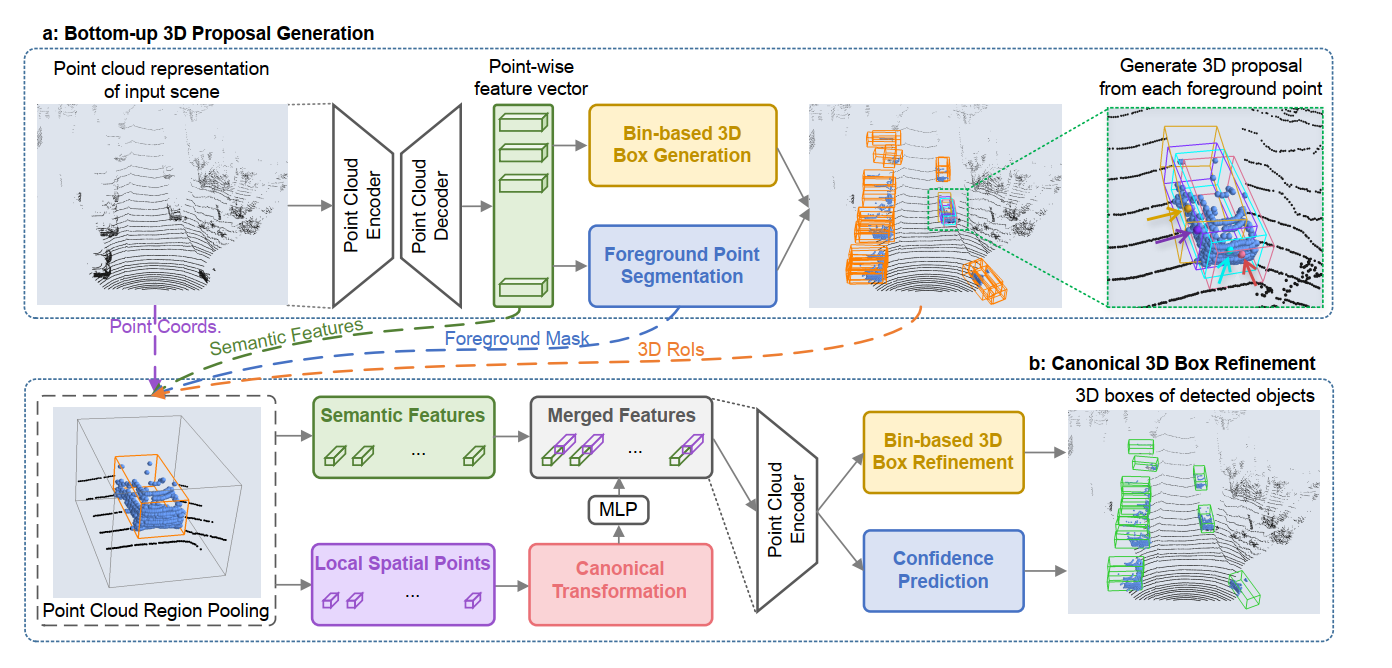 a: Bottom-up 3D Proposal Generation
Point cloud representation
of input scene
Point Cloud
Encoder
Point Cloud
Decoder
Point-wise
feature vector
Bin-based 3D
Box Generation
Foreground Point
Segmentation
Generate 3D proposal
from each foreground point
Point Coords.
Semantic Features
Foreground Mask
3D RoIs
b: Canonical 3D Box Refinement
Point Cloud Region Pooling
Semantic Features
...
Local Spatial Points
...
Merged Features
...
MLP
Canonical
Transformation
Point Cloud
Encoder
Bin-based 3D
Box Refinement
Confidence
Prediction
3D boxes of detected objects